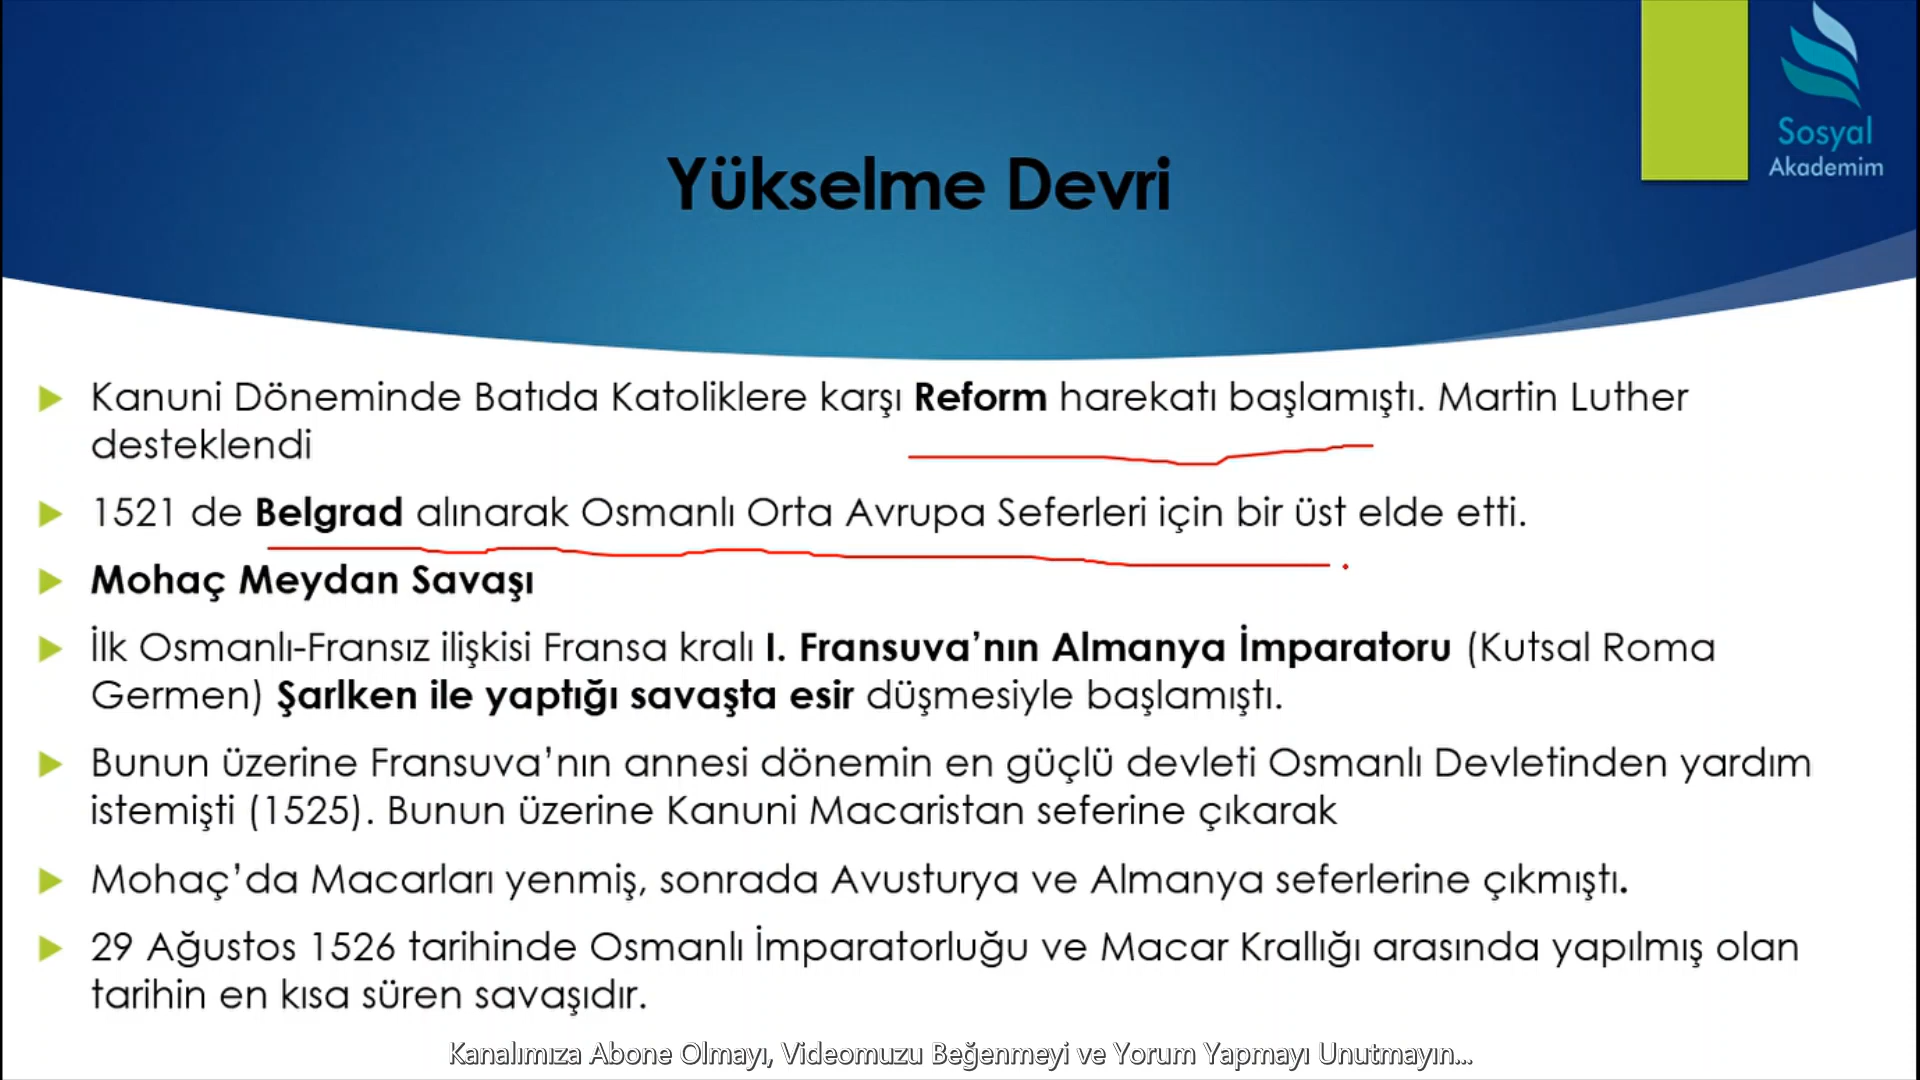 Sosyal
Akademim
Yükselme Devri
Kanuni Döneminde Batıda Katoliklere karşı Reform harekatı başlamıştı. Martin Luther
desteklendi
1521 de Belgrad alınarak Osmanlı Orta Avrupa Seferleri için bir üst elde etti.
Mohaç Meydan Savaşı
İlk Osmanlı-Fransız ilişkisi Fransa kralı I. Fransuva’nın Almanya İmparatoru (Kutsal Roma
Germen) Şarlken ile yaptığı savaşta esir düşmesiyle başlamıştı.
Bunun üzerine Fransuva’nın annesi dönemin en güçlü devleti Osmanlı Devletinden yardım
istemişti (1525). Bunun üzerine Kanuni Macaristan seferine çıkarak
Mohaç’da Macarları yenmiş, sonrada Avusturya ve Almanya seferlerine çıkmıştı.
29 Ağustos 1526 tarihinde Osmanlı İmparatorluğu ve Macar Krallığı arasında yapılmış olan
tarihin en kısa süren savaşıdır.
Kanalımıza Abone Olmayı, Videomuzu Beğenmeyi ve Yorum Yapmayı Unutmayın...